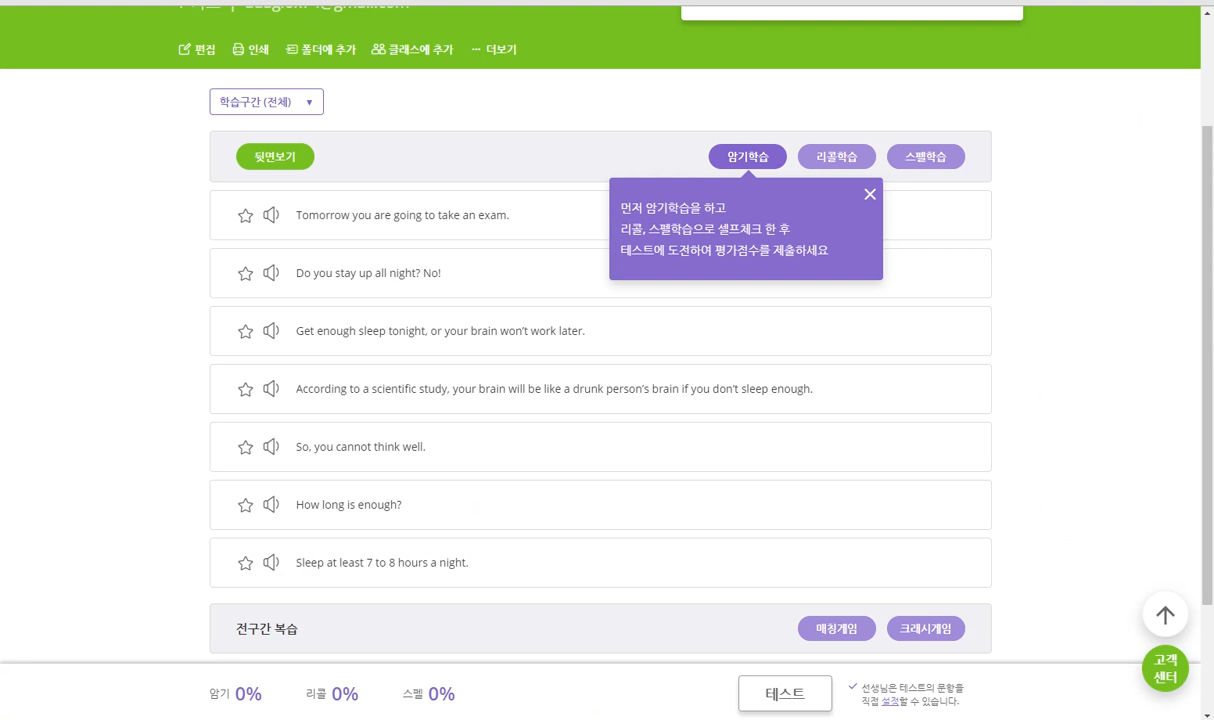 편집 인쇄 폴더에 추가 클래스에 추가 ··· 더보기
학습구간 (전체) ▼
뒷면보기 암기학습 리콜학습 스펠학습
먼저 암기학습을 하고
리콜, 스펠학습으로 셀프체크 한 후
테스트에 도전하여 평가점수를 제출하세요
Tomorrow you are going to take an exam.
Do you stay up all night? No!
Get enough sleep tonight, or your brain won’t work later.
According to a scientific study, your brain will be like a drunk person’s brain if you don’t sleep enough.
So, you cannot think well.
How long is enough?
Sleep at least 7 to 8 hours a night.
전구간 복습 매칭게임 크래시게임
고객
센터
암기 0% 리콜 0% 스펠 0% 테스트
선생님은 테스트의 문항을
직접 설정할 수 있습니다.